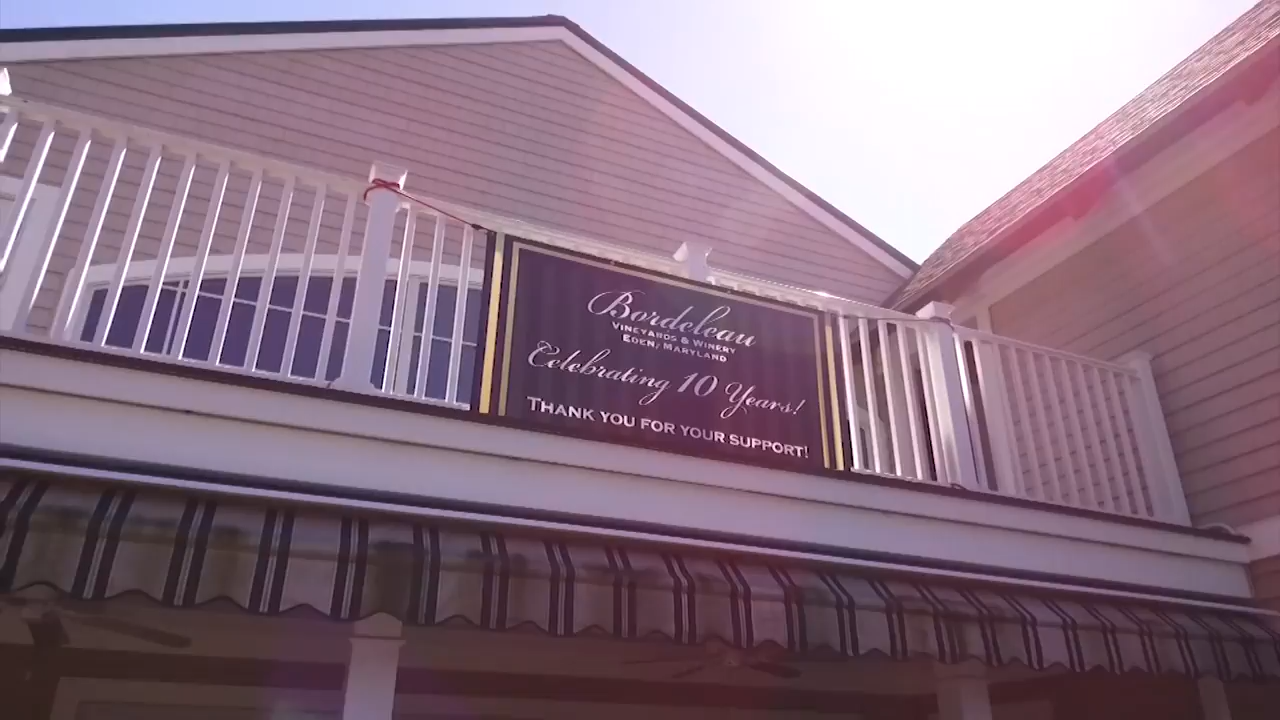 Bordeleau
VINEYARDS & WINERY
EDEN, MARYLAND
Celebrating 10 Years!
THANK YOU FOR YOUR SUPPORT!